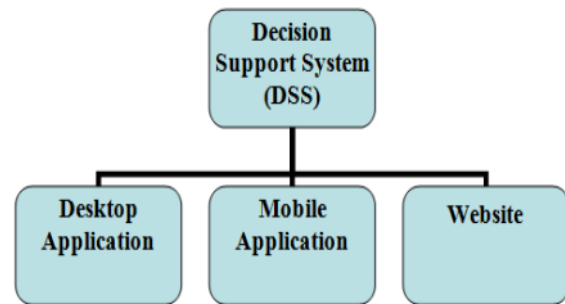 Decision
Support System
(DSS)
Desktop
Application
Mobile
Application
Website